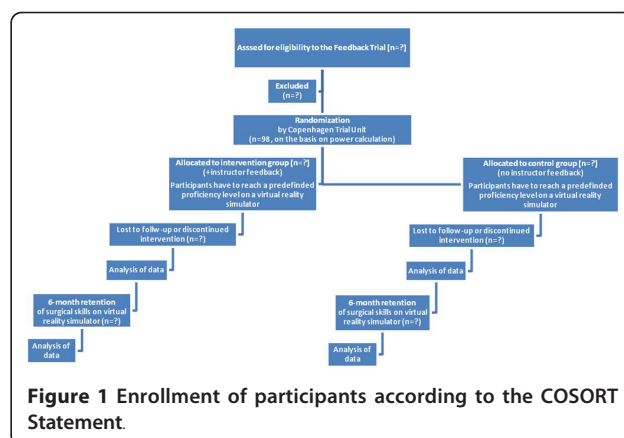 Asssed for eligibility to the Feedback Trial [n=?]
Excluded
(n=?)
Randomization
by Copenhagen Trial Unit
(n=98, on the basis on power calculation)
Allocated to intervention group [n=?]
(+instructor feedback)
Participants have to reach a predefinded
proficiency level on a virtual reality
simulator
Allocated to control group [n=?]
(no instructor feedback)
Participants have to reach a predefinded
proficiency level on a virtual reality
simulator
Lost to follw-up or discontinued
intervention (n=?)
Lost to follow-up or discontinued
intervention (n=?)
Analysis of data
Analysis of data
6-month retention
of surgical skills on virtual
reality simulator (n=?)
6-month retention
of surgical skills on virtual
reality simulator (n=?)
Analysis of
data
Analysis of
data
Figure 1 Enrollment of participants according to the COSORT
Statement.